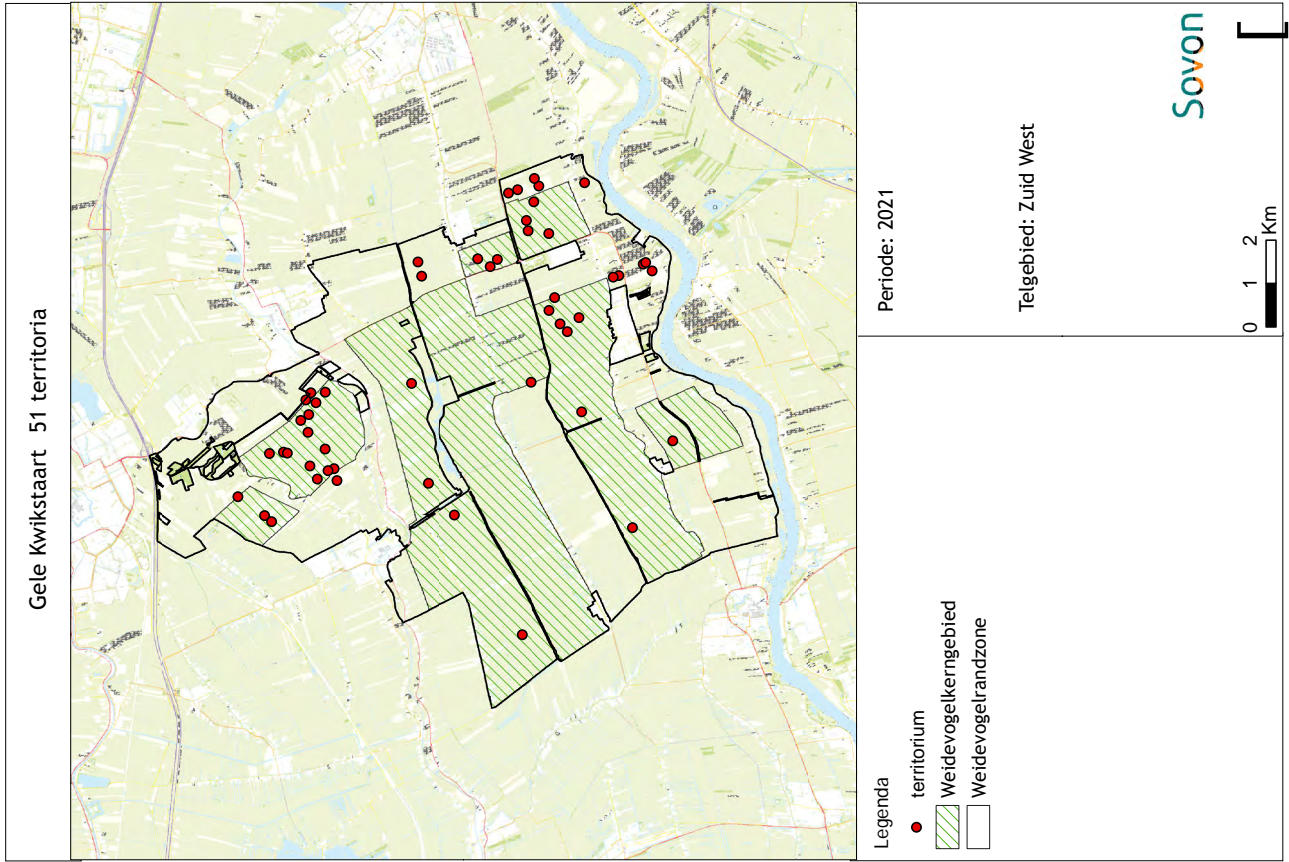 Gele Kwikstaart 51 territoria
Legenda
territorium
Weidevogelkerngebied
Weidevogelrandzone
Periode: 2021
Telgebied: Zuid West
0 1 2 Km
Sovon